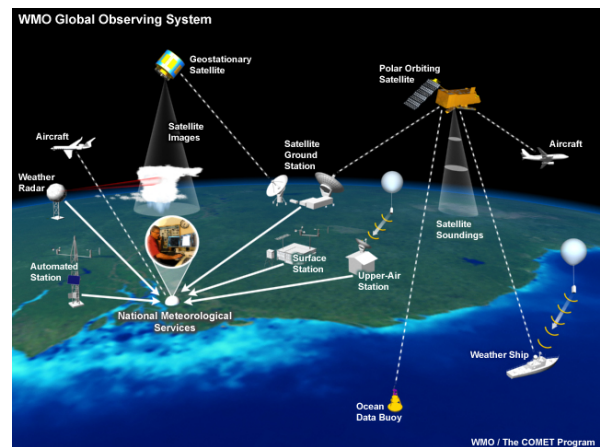 WMO Global Observing System
Geostationary
Satellite
Polar Orbiting
Satellite
Aircraft
Satellite
Images
Satellite
Ground
Station
Aircraft
Weather
Radar
Satellite
Soundings
Automated
Station
Surface
Station
Upper-Air
Station
National Meteorological
Services
Weather Ship
Ocean
Data Buoy
WMO / The COMET Program